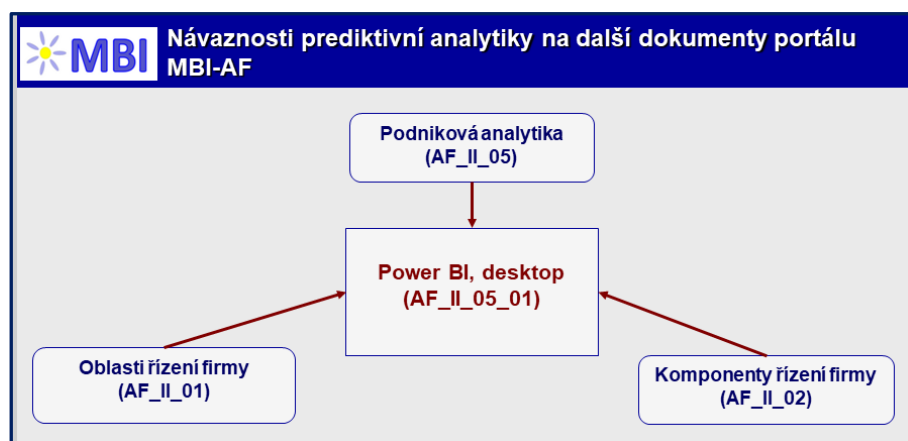 MBI
Návaznosti prediktivní analytiky na další dokumenty portálu
MBI-AF
Podniková analytika
(AF_II_05)
Power BI, desktop
(AF_II_05_01)
Oblasti řízení firmy
(AF_II_01)
Komponenty řízení firmy
(AF_II_02)